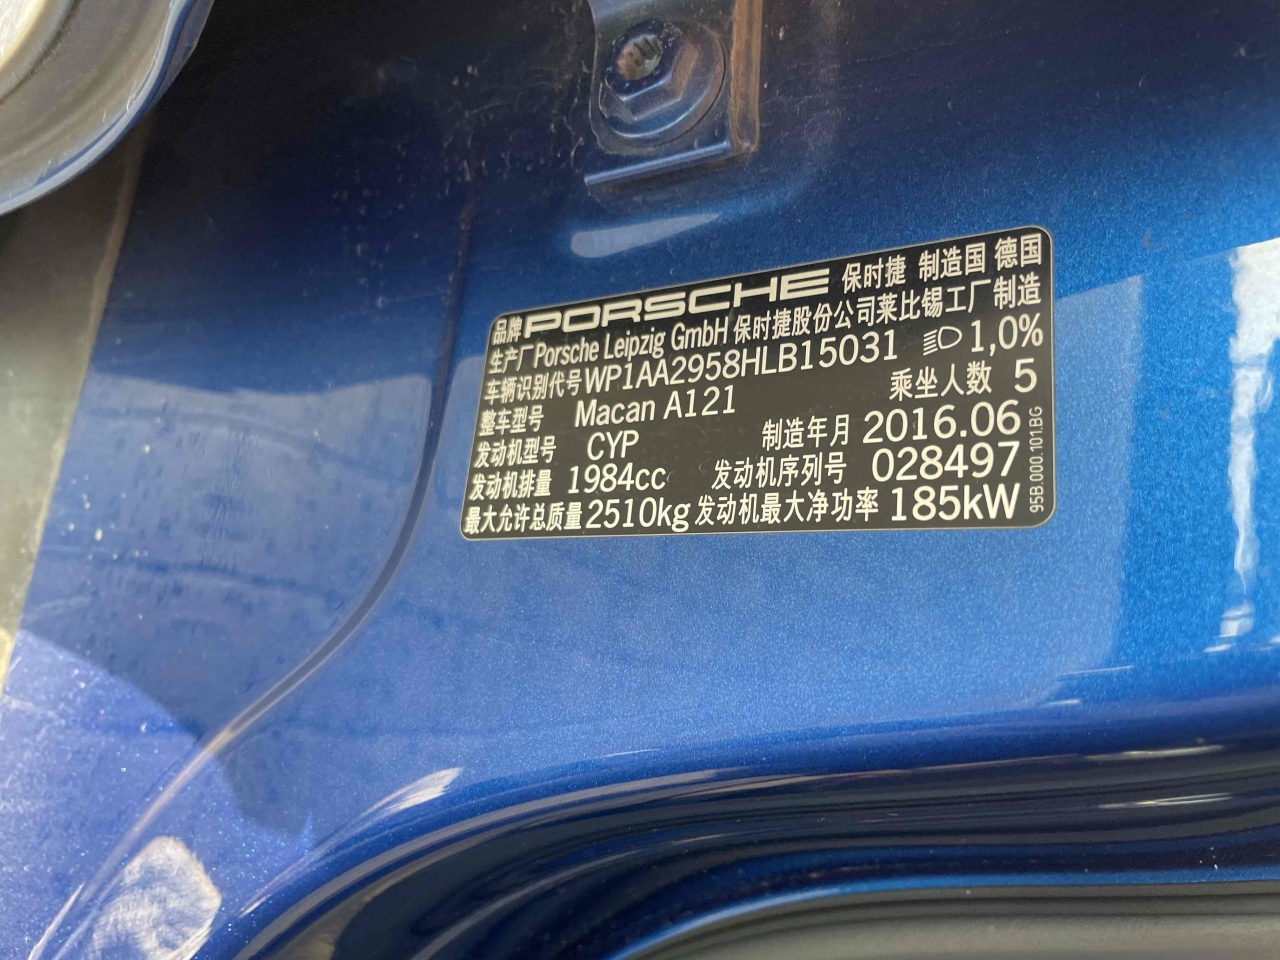 品牌 PORSCHE 保时捷 制造国 德国
生产厂 Porsche Leipzig GmbH 保时捷股份公司莱比锡工厂制造
车辆识别代号 WP1AA2958HLB15031 1,0%
整车型号 Macan A121 乘坐人数 5
发动机型号 CYP 制造年月 2016.06
发动机排量 1984cc 发动机序列号 028497
最大允许总质量 2510kg 发动机最大净功率 185kW
95B.000.101.BG